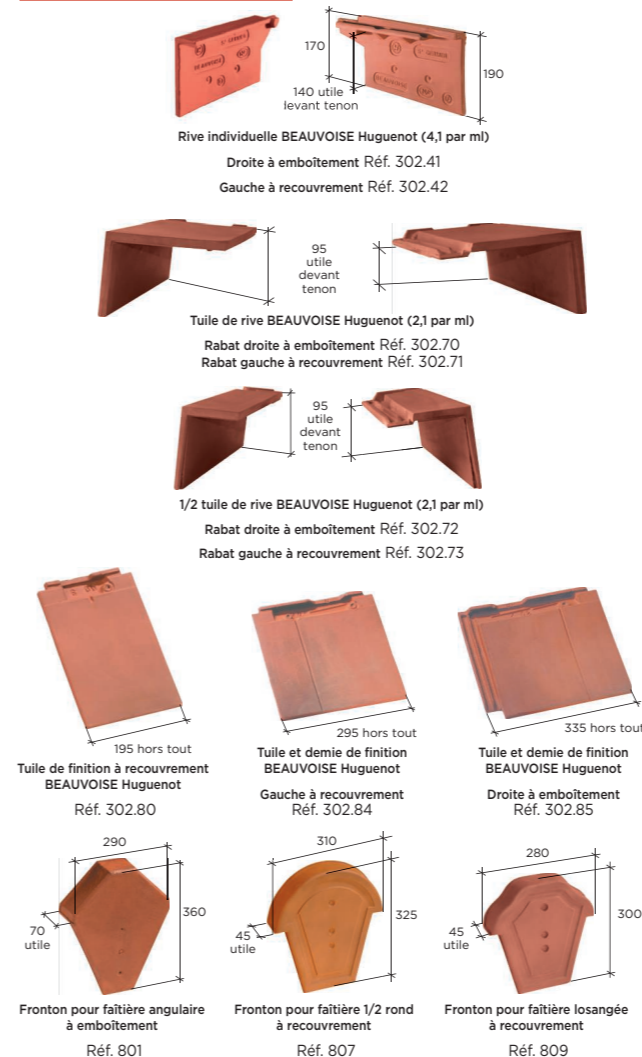 170
190
140 utile
devant tenon
Rive individuelle BEAUVOISE Huguenot (4,1 par ml)
Droite à emboîtement Réf. 302.41
Gauche à recouvrement Réf. 302.42
95
utile
devant
tenon
Tuile de rive BEAUVOISE Huguenot (2,1 par ml)
Rabat droite à emboîtement Réf. 302.70
Rabat gauche à recouvrement Réf. 302.71
95
utile
devant
tenon
1/2 tuile de rive BEAUVOISE Huguenot (2,1 par ml)
Rabat droite à emboîtement Réf. 302.72
Rabat gauche à recouvrement Réf. 302.73
195 hors tout
Tuile de finition à recouvrement
BEAUVOISE Huguenot
Réf. 302.80
295 hors tout
Tuile et demie de finition
BEAUVOISE Huguenot
Gauche à recouvrement
Réf. 302.84
335 hors tout
Tuile et demie de finition
BEAUVOISE Huguenot
Droite à emboîtement
Réf. 302.85
290
360
70
utile
Fronton pour faîtière angulaire
à emboîtement
Réf. 801
310
325
45
utile
Fronton pour faîtière 1/2 rond
à recouvrement
Réf. 807
280
300
45
utile
Fronton pour faîtière losangée
à recouvrement
Réf. 809